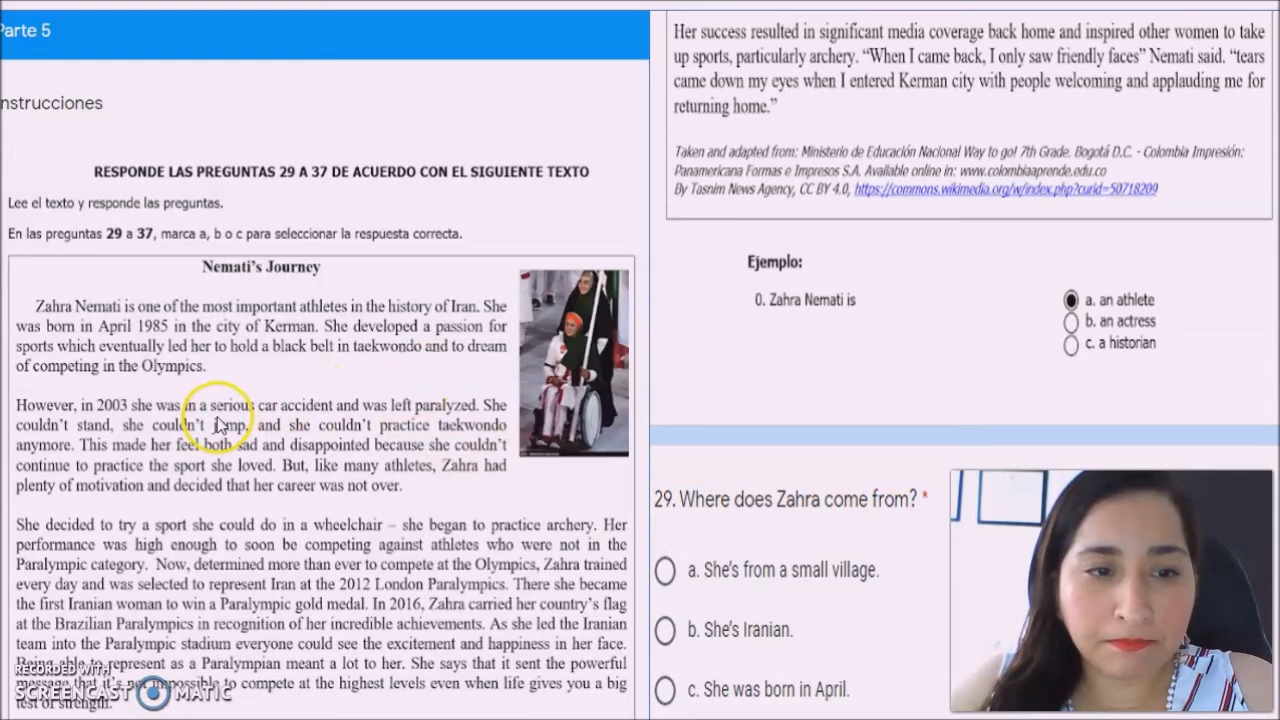 Parte 5
nstrucciones
RESPONDE LAS PREGUNTAS 29 A 37 DE ACUERDO CON EL SIGUIENTE TEXTO
Lee el texto y responde las preguntas.
En las preguntas 29 a 37, marca a, b o c para seleccionar la respuesta correcta.
Nemati's Journey
Zahra Nemati is one of the most important athletes in the history of Iran. She
was born in April 1985 in the city of Kerman. She developed a passion for
sports which eventually led her to hold a black belt in taekwondo and to dream
of competing in the Olympics.
However, in 2003 she was in a serious car accident and was left paralyzed. She
couldn't stand, she couldn't jump, and she couldn't practice taekwondo
anymore. This made her feel both sad and disappointed because she couldn't
continue to practice the sport she loved. But, like many athletes, Zahra had
plenty of motivation and decided that her career was not over.
She decided to try a sport she could do in a wheelchair – she began to practice archery. Her
performance was high enough to soon be competing against athletes who were not in the
Paralympic category. Now, determined more than ever to compete at the Olympics, Zahra trained
every day and was selected to represent Iran at the 2012 London Paralympics. There she became
the first Iranian woman to win a Paralympic gold medal. In 2016, Zahra carried her country's flag
at the Brazilian Paralympics in recognition of her incredible achievements. As she led the Iranian
team into the Paralympic stadium everyone could see the excitement and happiness in her face.
Being able to represent as a Paralympian meant a lot to her. She says that it sent the powerful
message that it's not impossible to compete at the highest levels even when life gives you a big
test of strength.
RECORDED WITH
SCREENCAST MATIC
Her success resulted in significant media coverage back home and inspired other women to take
up sports, particularly archery. “When I came back, I only saw friendly faces” Nemati said. “tears
came down my eyes when I entered Kerman city with people welcoming and applauding me for
returning home.”
Taken and adapted from: Ministerio de Educación Nacional Way to go! 7th Grade. Bogotá D.C. - Colombia Impresión:
Panamericana Formas e Impresos S.A. Available online in: www.colombiaaprende.edu.co
By Tasnim News Agency, CC BY 4.0, https://commons.wikimedia.org/w/index.php?curid=50718209
Ejemplo:
0. Zahra Nemati is
a. an athlete
b. an actress
c. a historian
29. Where does Zahra come from? *
a. She's from a small village.
b. She's Iranian.
c. She was born in April.